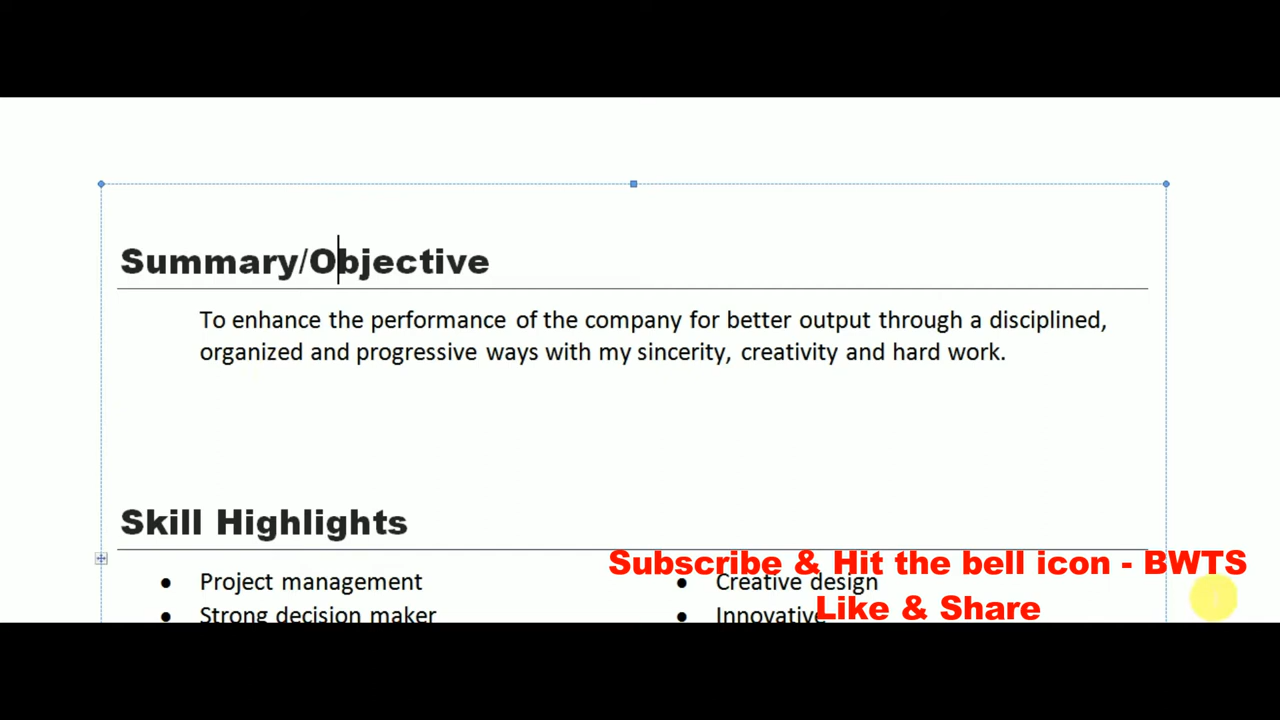 Summary/Objective
To enhance the performance of the company for better output through a disciplined,
organized and progressive ways with my sincerity, creativity and hard work.
Skill Highlights
● Project management
● Strong decision maker
● Creative design
● Innovative
Subscribe & Hit the bell icon - BWTS
Like & Share